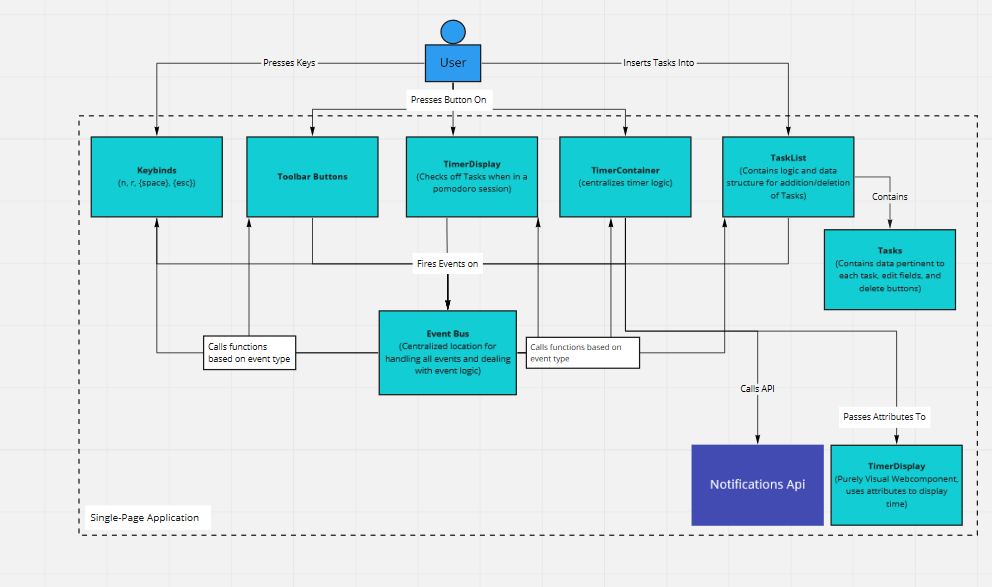 User
Presses Keys
Inserts Tasks Into
Presses Button On
Keybinds
(n, r, {space}, {esc})
Toolbar Buttons
TimerDisplay
(Checks off Tasks when in a
pomodoro session)
TimerContainer
(centralizes timer logic)
TaskList
(Contains logic and data
structure for addition/deletion
of Tasks)
Contains
Tasks
(Contains data pertinent to
each task, edit fields, and
delete buttons)
Fires Events on
Event Bus
(Centralized location for
handling all events and dealing
with event logic)
Calls functions
based on event type
Calls functions based on
event type
Calls API
Passes Attributes To
Notifications Api
TimerDisplay
(Purely Visual Webcomponent,
uses attributes to display
time)
Single-Page Application